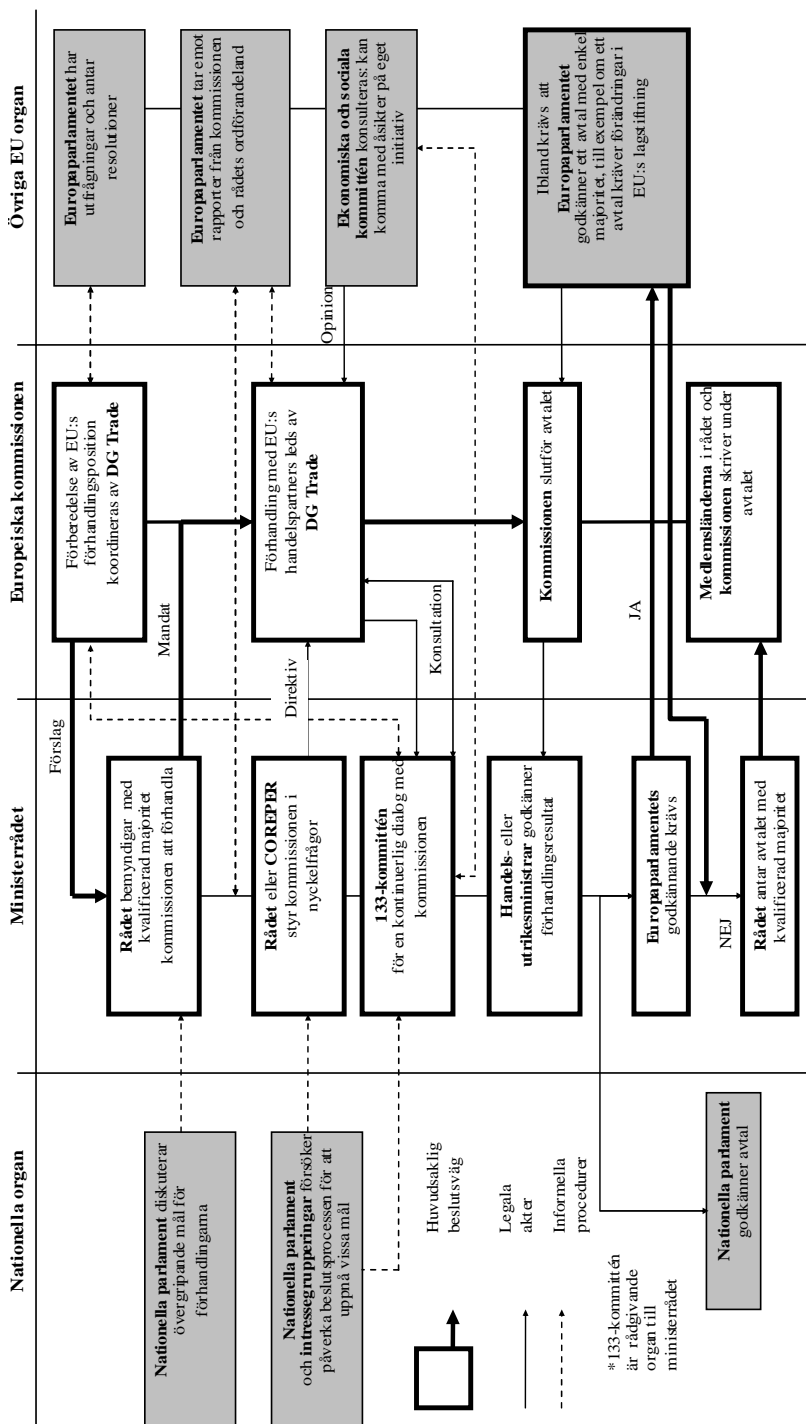 Nationella organ
Ministerrådet
Europeiska kommissionen
Övriga EU organ
Nationella parlament diskuterar
övergripande mål för
förhandlingarna
Nationella parlament
och intressegrupperingar försöker
påverka beslutsprocessen för att
uppnå vissa mål
Huvudsaklig
beslutsväg
Legala
akter
Informella
procedurer
*133-kommittén
är rådgivande
organ till
ministerrådet
Nationella parlament
godkänner avtal
Förslag
Rådet bemyndigar med
kvalificerad majoritet
kommissionen att förhandla
Mandat
Rådet eller COREPER
styr kommissionen i
nyckelfrågor
Direktiv
133-kommittén
för en kontinuerlig dialog med
kommissionen
Konsultation
Handels- eller
utrikesministrar godkänner
förhandlingsresultat
Europaparlamentets
godkännande krävs
JA
NEJ
Rådet antar avtalet med
kvalificerad majoritet
Förberedelse av EU:s
förhandlingsposition
koordineras av DG Trade
Förhandling med EU:s
handelspartners leds av
DG Trade
Opinion
Kommissionen slutför avtalet
Medlemsländerna i rådet och
kommissionen skriver under
avtalet
Europaparlamentet har
utfrågningar och antar
resolutioner
Europaparlamentet tar emot
rapporter från kommissionen
och rådets ordförandeland
Ekonomiska och sociala
kommittén konsulteras: kan
komma med åsikter på eget
initiativ
Ibland krävs att
Europaparlamentet
godkänner ett avtal med enkel
majoritet, till exempel om ett
avtal kräver förändringar i
EU:s lagstiftning